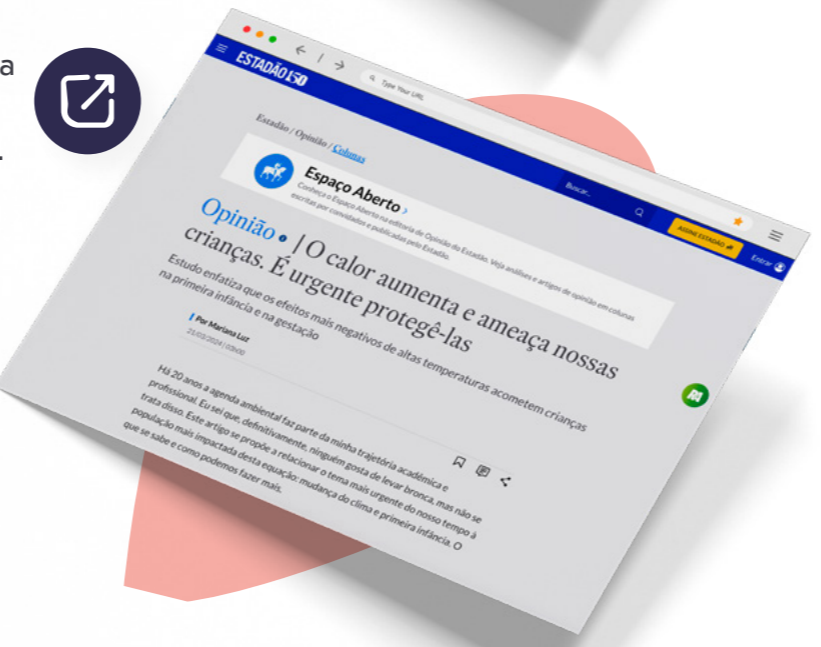 a
.
Type Your URL
ESTADÃO 150
Buscar...
ASSINE ESTADÃO
Entrar
Estadão / Opinião / Colunas
Espaço Aberto >
Conheça o Espaço Aberto na editoria de Opinião do Estadão. Veja análises e artigos de opinião em colunas
escritas por convidados e publicadas pelo Estadão.
Opinião | O calor aumenta e ameaça nossas
crianças. É urgente protegê-las
Estudo enfatiza que os efeitos mais negativos de altas temperaturas acometem crianças
na primeira infância e na gestação
Por Mariana Luz
21/03/2024 | 03h00
Há 20 anos a agenda ambiental faz parte da minha trajetória acadêmica e
profissional. Eu sei que, definitivamente, ninguém gosta de levar bronca, mas não se
trata disso. Este artigo se propõe a relacionar o tema mais urgente do nosso tempo à
população mais impactada desta equação: mudança do clima e primeira infância. O
que se sabe e como podemos fazer mais.